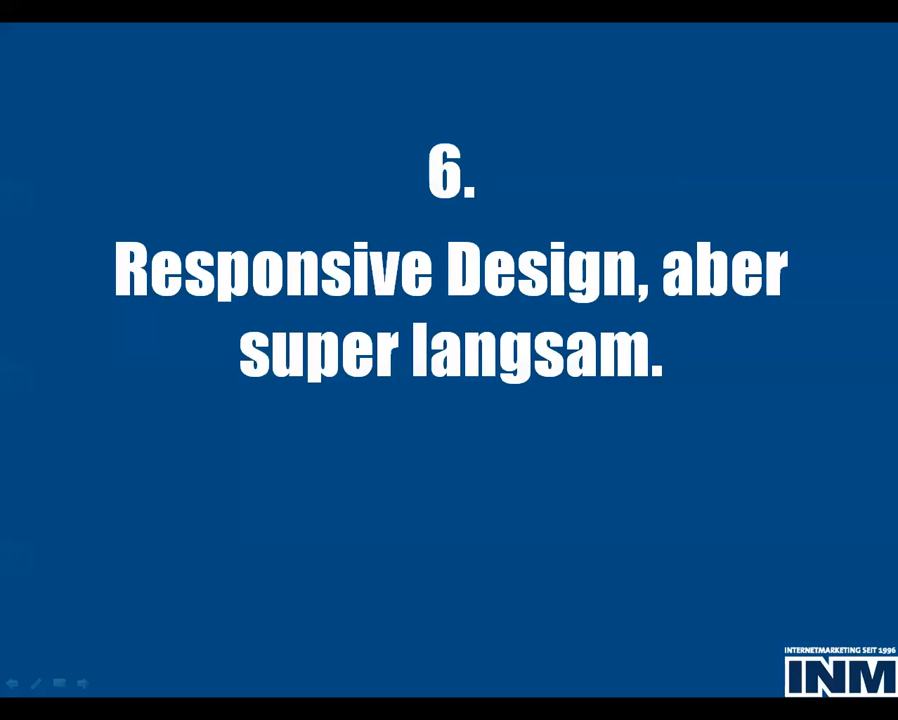 6.
Responsive Design, aber
super langsam.
INTERNETMARKETING SEIT 1996
INM